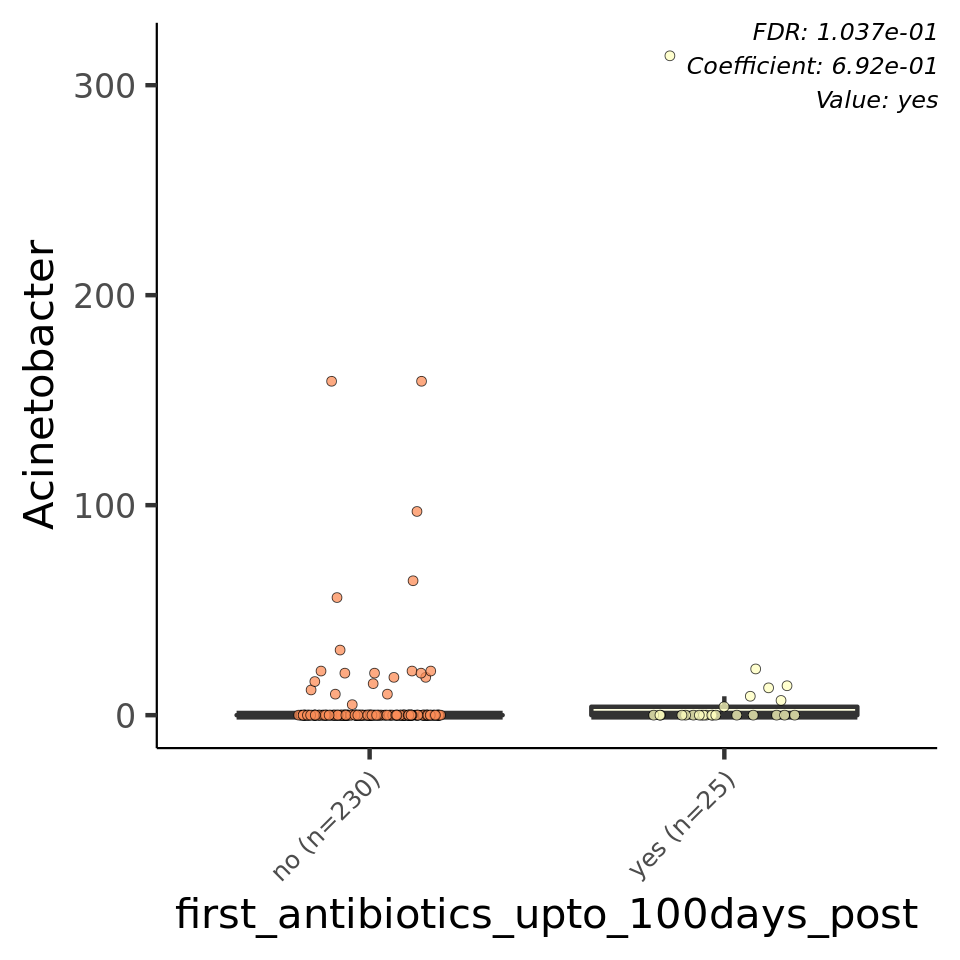 FDR: 1.037e-01
Coefficient: 6.92e-01
Value: yes
300
200
100
0
Acinetobacter
no (n=230)
yes (n=25)
first_antibiotics_upto_100days_post